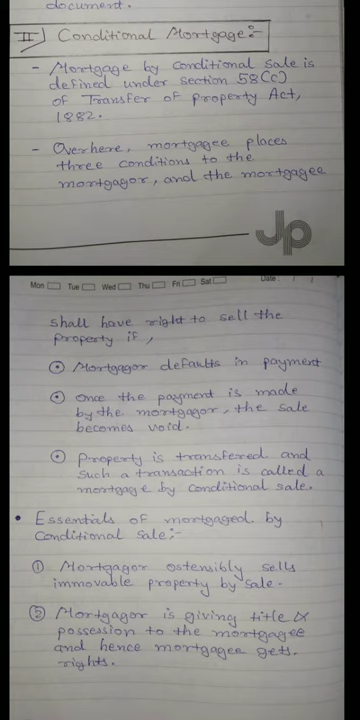 document.
II) Conditional Mortgage:-
- Mortgage by conditional sale is
defined under section 58(c)
of Transfer of property Act,
1882.
- Overhere, mortgagee places
three conditions to the
mortgagor, and the mortgagee
Jp
Mon Tue Wed Thu Fri Sat Date: / /
shall have right to sell the
property if,
Mortgagor defaults in payment
Once the payment is made
by the mortgagor, the sale
becomes void.
Property is transfered and
such a transaction is called a
mortgage by conditional sale.
• Essentials of mortgaged by
Conditional Sale:-
① Mortgagor ostensibly sells
immovable property by sale.
② Mortgagor is giving title &
possession to the mortgagee
and hence mortgagee gets
rights.